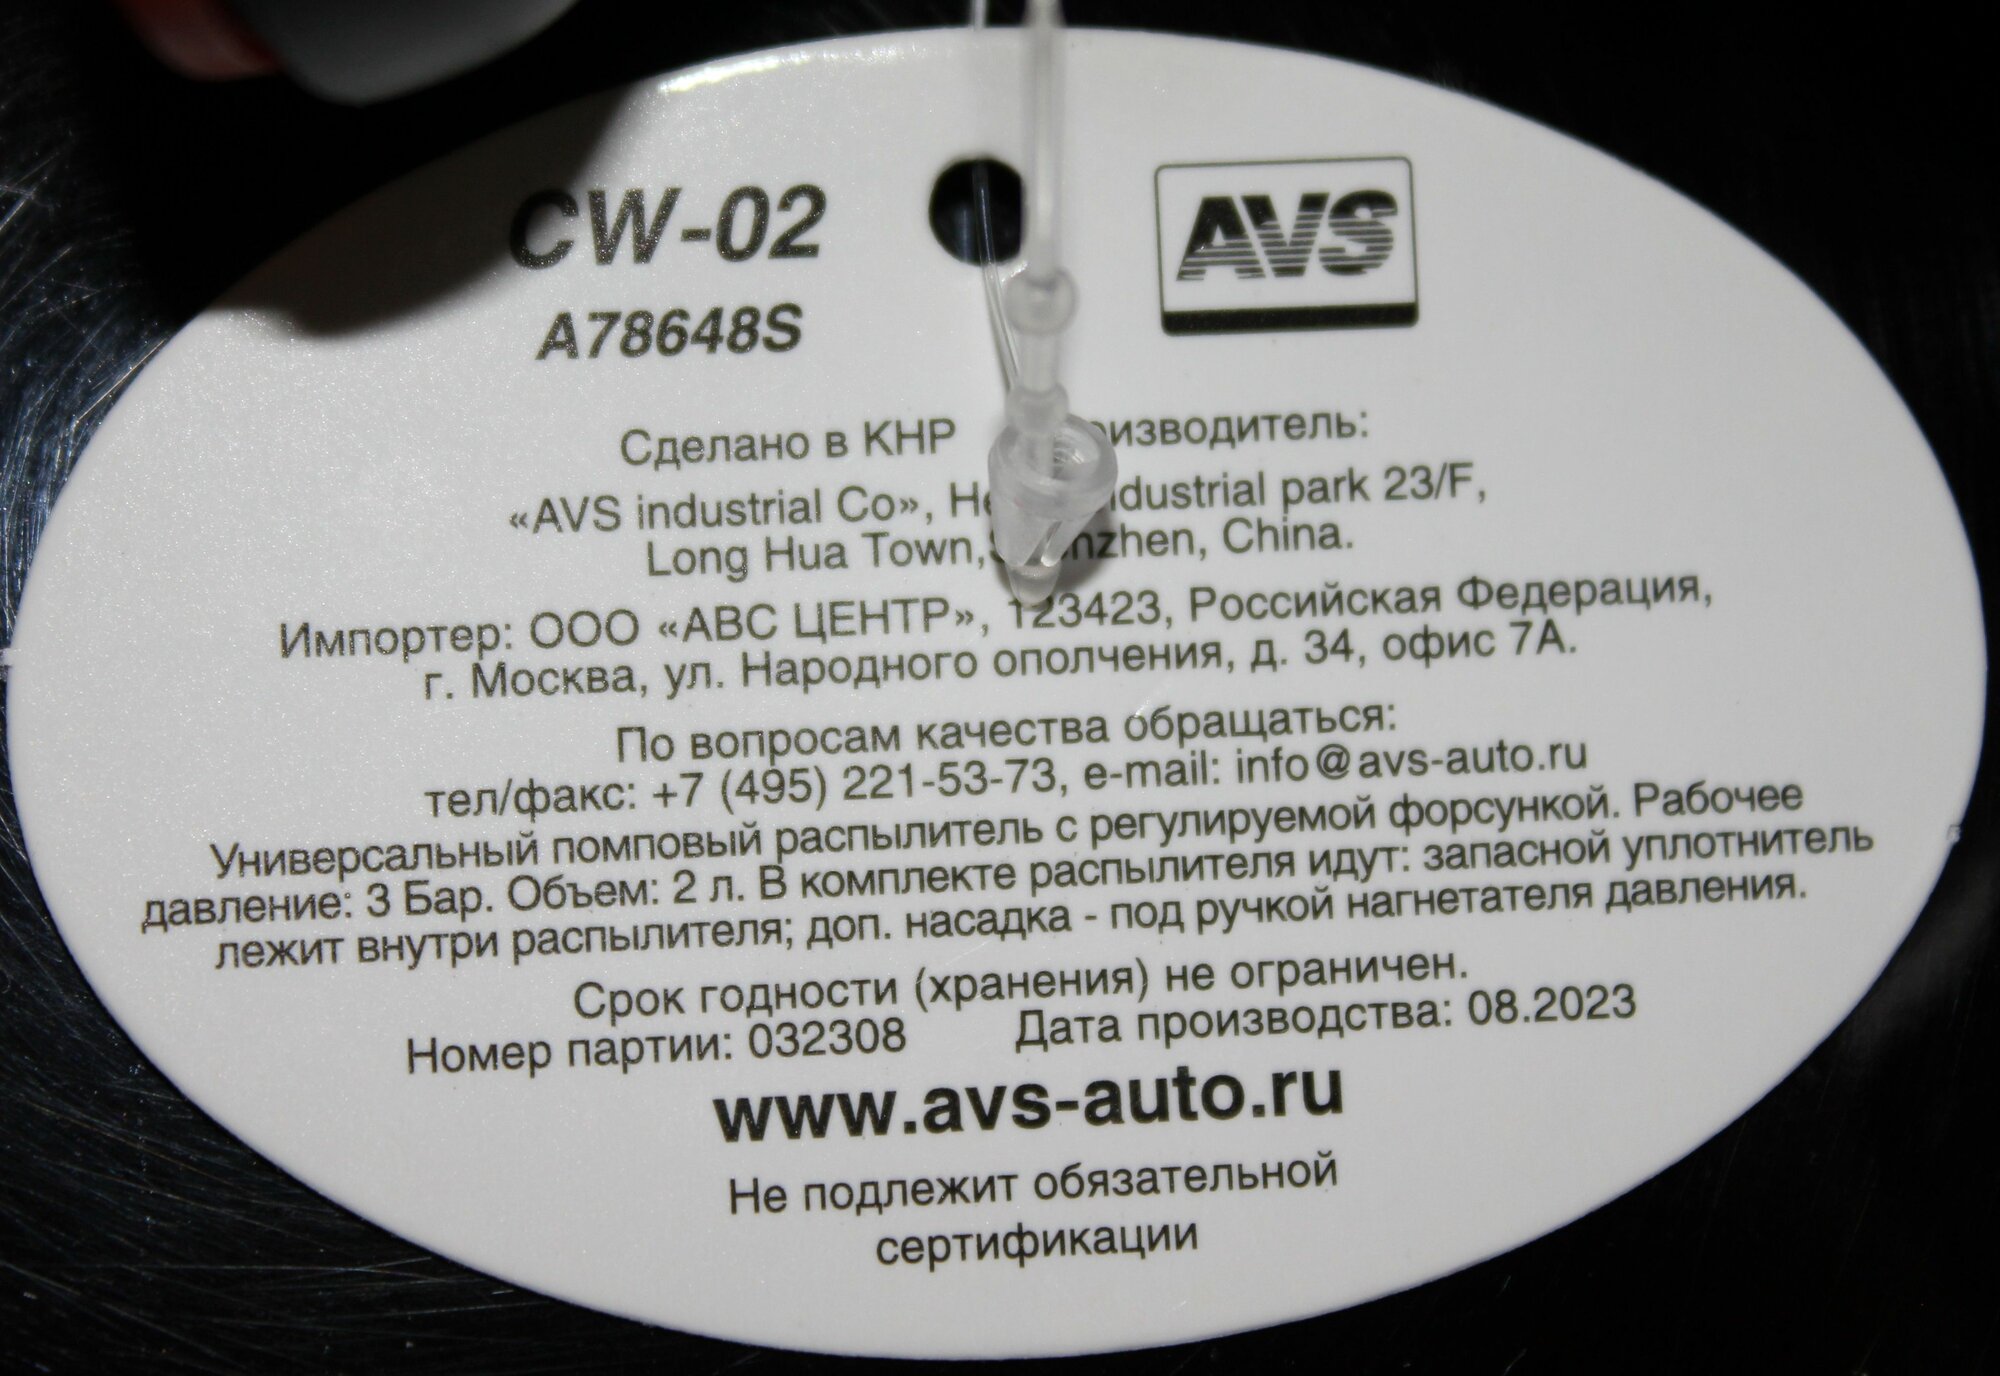 CW-02
AVS
A78648S
Сделано в КНР
«AVS industrial Co», park 23/F,
Long Hua Town, China.
Импортер: ООО «АВС ЦЕНТР», 123423, Российская Федерация,
г. Москва, ул. Народного ополчения, д. 34, офис 7А.
По вопросам качества обращаться:
тел/факс: +7 (495) 221-53-73, e-mail: info@avs-auto.ru
Универсальный помповый распылитель с регулируемой форсункой. Рабочее
давление: 3 Бар. Объем: 2 л. В комплекте распылителя идут: запасной уплотнитель
лежит внутри распылителя; доп. насадка - под ручкой нагнетателя давления.
Срок годности (хранения) не ограничен.
Номер партии: 032308 Дата производства: 08.2023
www.avs-auto.ru
Не подлежит обязательной
сертификации